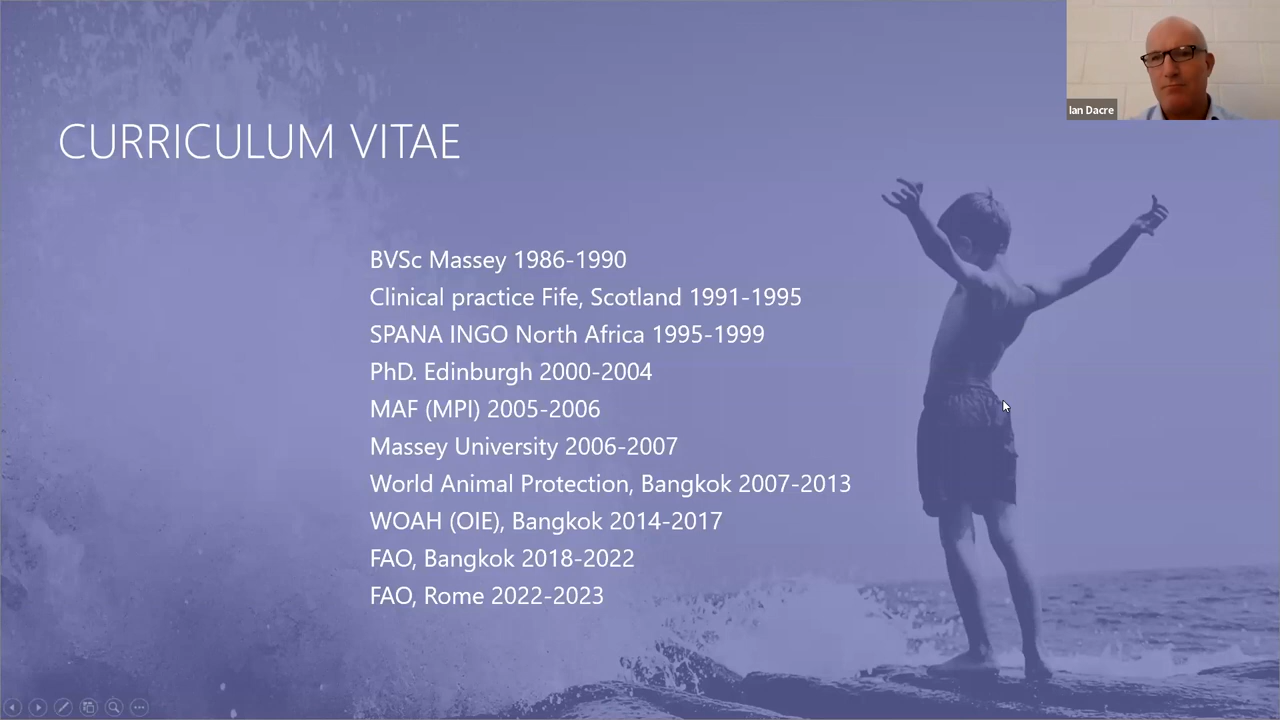 Ian Dacre
CURRICULUM VITAE
BVSc Massey 1986-1990
Clinical practice Fife, Scotland 1991-1995
SPANA INGO North Africa 1995-1999
PhD. Edinburgh 2000-2004
MAF (MPI) 2005-2006
Massey University 2006-2007
World Animal Protection, Bangkok 2007-2013
WOAH (OIE), Bangkok 2014-2017
FAO, Bangkok 2018-2022
FAO, Rome 2022-2023